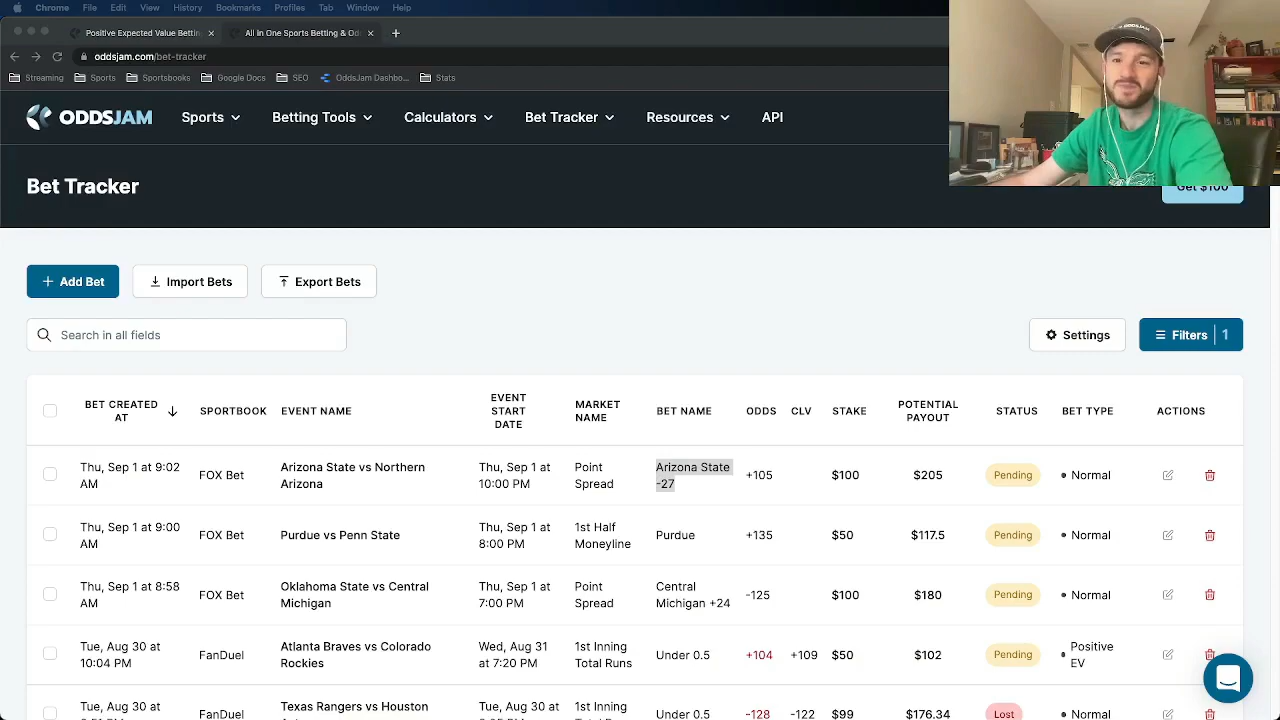 Chrome File Edit View History Bookmarks Profiles Tab Window Help
Positive Expected Value Bettin × All in One Sports Betting & Od × +
oddsjam.com/bet-tracker
Streaming Sports Sportsbooks Google Docs SEO OddsJam Dashbo... Stats
ODDSJAM Sports Betting Tools Calculators Bet Tracker Resources API
Bet Tracker
Get $100
+ Add Bet Import Bets Export Bets
Search in all fields
Settings Filters 1
BET CREATED AT SPORTBOOK EVENT NAME EVENT START DATE MARKET NAME BET NAME ODDS CLV STAKE POTENTIAL PAYOUT STATUS BET TYPE ACTIONS
Thu, Sep 1 at 9:02 AM FOX Bet Arizona State vs Northern Arizona Thu, Sep 1 at 10:00 PM Point Spread Arizona State -27 +105 $100 $205 Pending Normal
Thu, Sep 1 at 9:00 AM FOX Bet Purdue vs Penn State Thu, Sep 1 at 8:00 PM 1st Half Moneyline Purdue +135 $50 $117.5 Pending Normal
Thu, Sep 1 at 8:58 AM FOX Bet Oklahoma State vs Central Michigan Thu, Sep 1 at 7:00 PM Point Spread Central Michigan +24 -125 $100 $180 Pending Normal
Tue, Aug 30 at 10:04 PM FanDuel Atlanta Braves vs Colorado Rockies Wed, Aug 31 at 7:20 PM 1st Inning Total Runs Under 0.5 +104 +109 $50 $102 Pending Positive EV
Tue, Aug 30 at FanDuel Texas Rangers vs Houston Tue, Aug 30 at 1st Inning Total Runs Under 0.5 -128 -122 $99 $176.34 Lost Normal